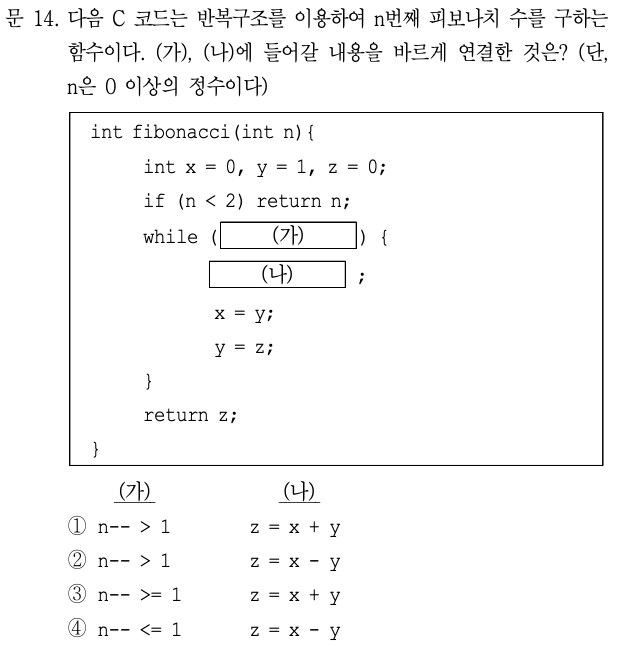 문 14. 다음 C 코드는 반복구조를 이용하여 n번째 피보나치 수를 구하는
함수이다. (가), (나)에 들어갈 내용을 바르게 연결한 것은? (단,
n은 0 이상의 정수이다)
int fibonacci(int n){
int x = 0, y = 1, z = 0;
if (n < 2) return n;
while ( (가) ) {
(나) ;
x = y;
y = z;
}
return z;
}
(가) (나)
① n-- > 1 z = x + y
② n-- > 1 z = x - y
③ n-- >= 1 z = x + y
④ n-- <= 1 z = x - y